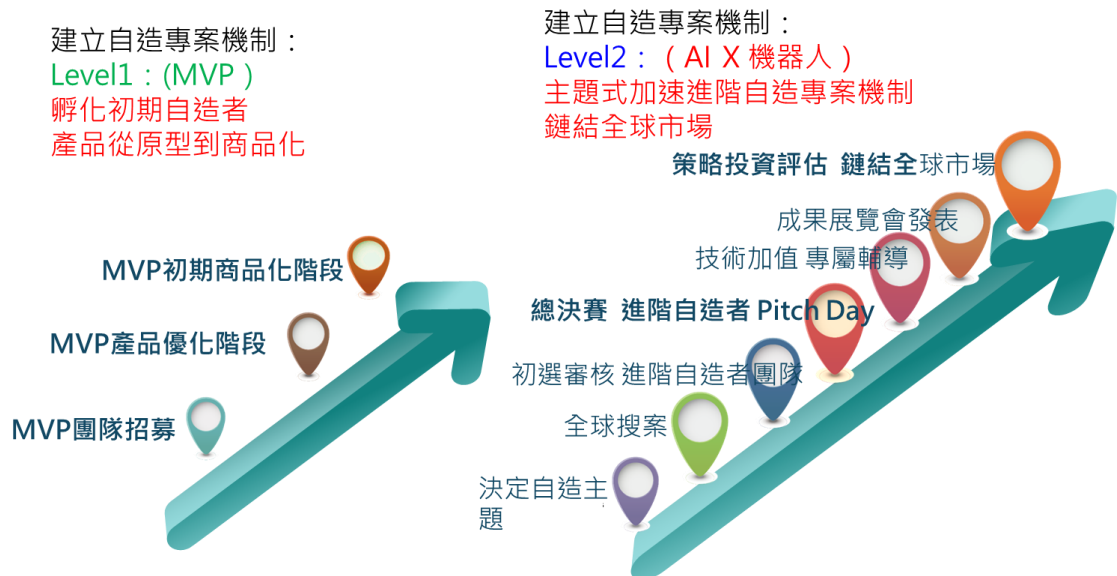 建立自造專案機制：
Level1：(MVP）
孵化初期自造者
產品從原型到商品化
MVP初期商品化階段
MVP產品優化階段
MVP團隊招募
建立自造專案機制：
Level2：（AI X 機器人）
主題式加速進階自造專案機制
鏈結全球市場
策略投資評估 鏈結全球市場
成果展覽會發表
技術加值 專屬輔導
總決賽 進階自造者 Pitch Day
初選審核 進階自造者團隊
全球搜案
決定自造主
題